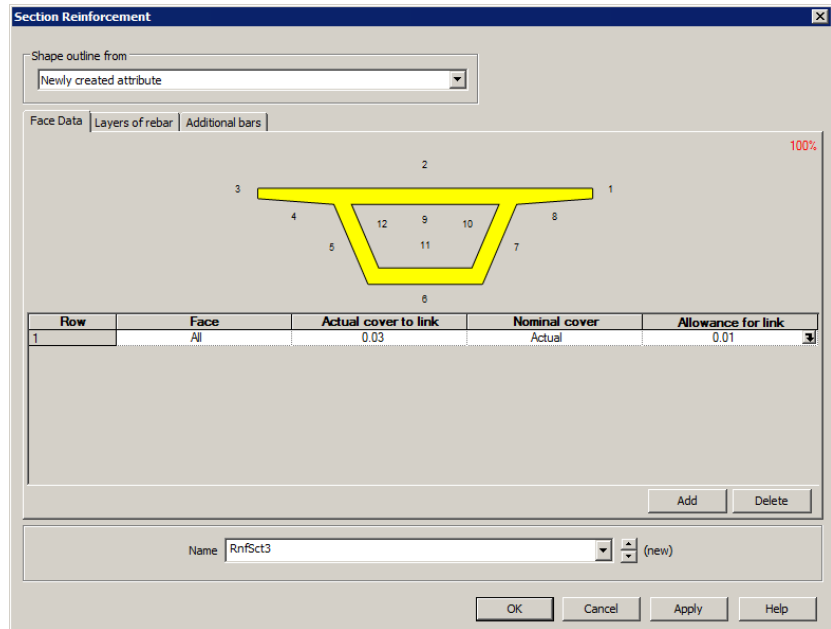 Section Reinforcement
Shape outline from
Newly created attribute
Face Data Layers of rebar Additional bars
100%
2
3 1
4 12 9 10 8
5 11 7
6
Row Face Actual cover to link Nominal cover Allowance for link
1 All 0.03 Actual 0.01
Add Delete
Name RnfSct3 (new)
OK Cancel Apply Help